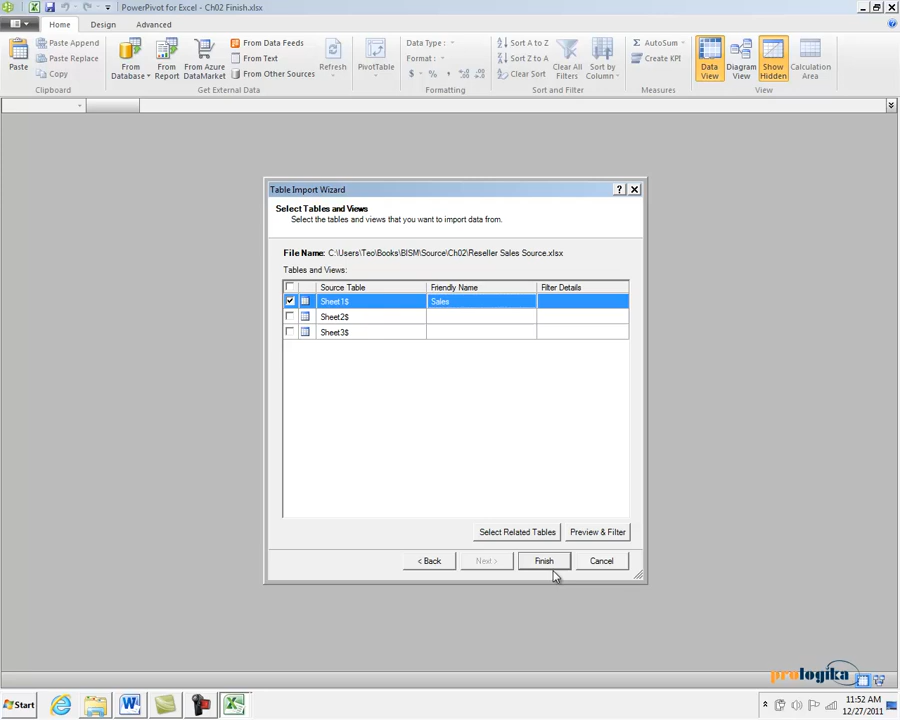 PowerPivot for Excel - Ch02 Finish.xlsx
Home Design Advanced
Paste
Paste Append
Paste Replace
Copy
Clipboard
From Database
From Report
From Azure DataMarket
From Data Feeds
From Text
From Other Sources
Get External Data
Refresh
PivotTable
Data Type :
Format :
$ % , .00 .00
Formatting
Sort A to Z
Sort Z to A
Clear Sort
Clear All Filters
Sort by Column
Sort and Filter
AutoSum
Create KPI
Measures
Data View
Diagram View
Show Hidden
Calculation Area
View
Table Import Wizard
Select Tables and Views
Select the tables and views that you want to import data from.
File Name: C:\Users\Teo\Books\BISM\Source\Ch02\Reseller Sales Source.xlsx
Tables and Views:
Source Table Friendly Name Filter Details
Sheet1$ Sales
Sheet2$
Sheet3$
Select Related Tables Preview & Filter
< Back Next > Finish Cancel
prologika
Start
11:52 AM
12/27/2011